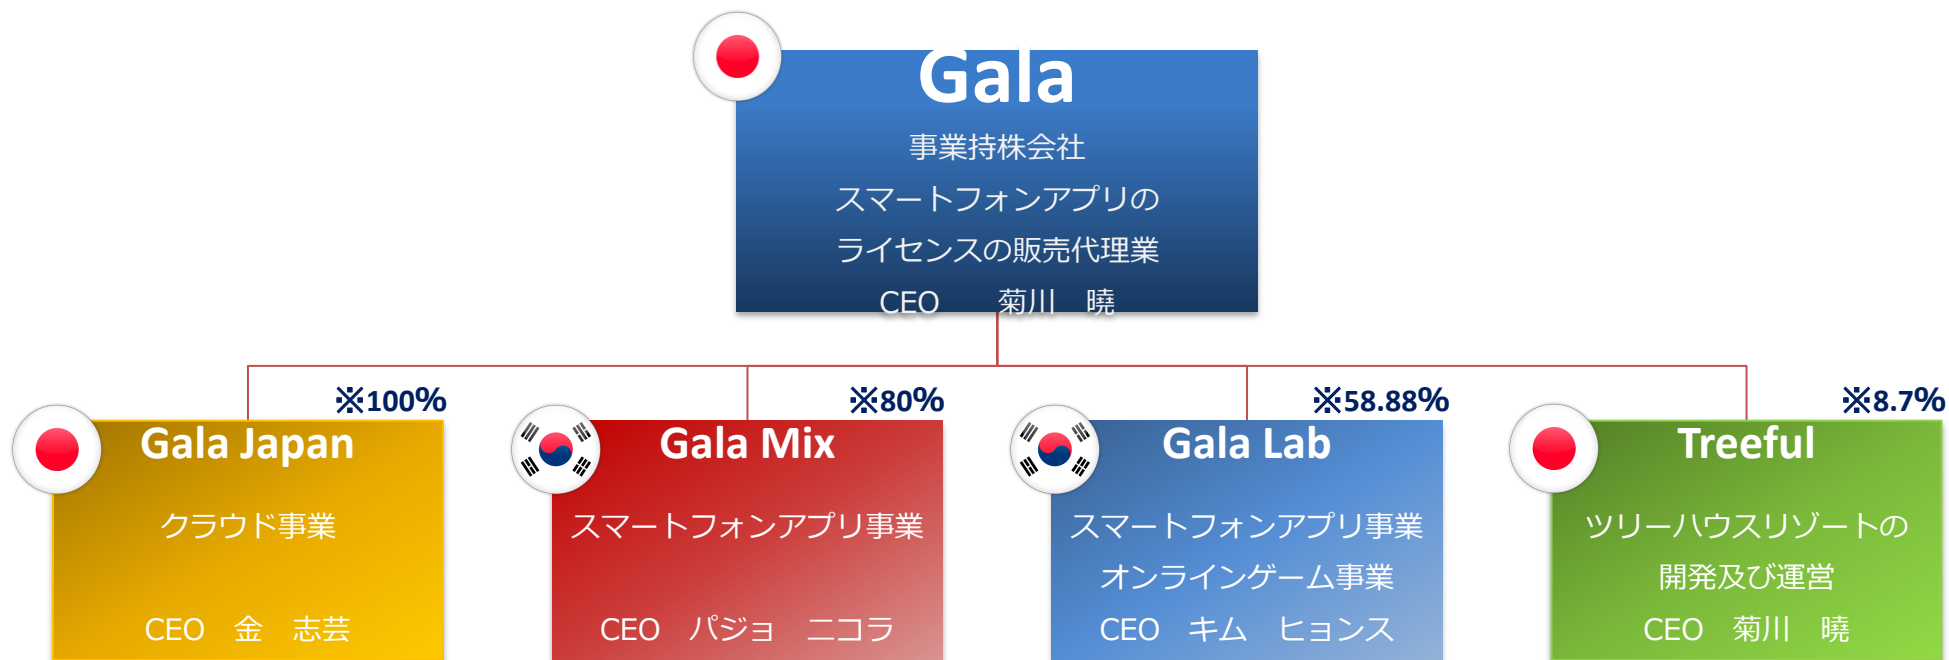 Gala
事業持株会社
スマートフォンアプリの
ライセンスの販売代理業
CEO　菊川　曉
※100%
Gala Japan
クラウド事業
CEO　金　志芸
※80%
Gala Mix
スマートフォンアプリ事業
CEO　パジョ　ニコラ
※58.88%
Gala Lab
スマートフォンアプリ事業
オンラインゲーム事業
CEO　キム　ヒョンス
※8.7%
Treeful
ツリーハウスリゾートの
開発及び運営
CEO　菊川　曉